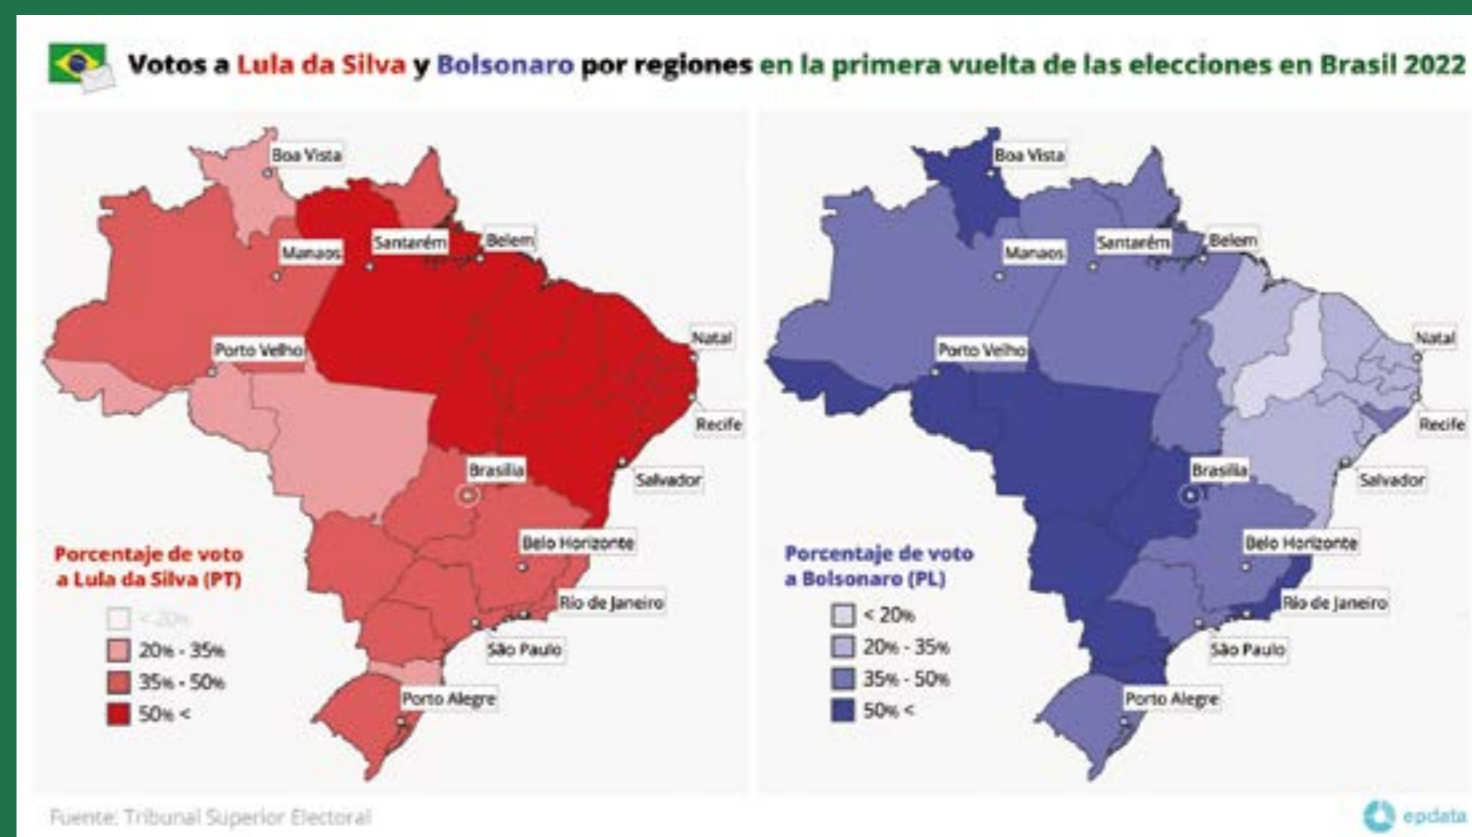 Votos a Lula da Silva y Bolsonaro por regiones en la primera vuelta de las elecciones en Brasil 2022
Boa Vista
Manaos
Santarém
Belem
Porto Velho
Natal
Recife
Brasilia
Salvador
Belo Horizonte
Río de Janeiro
São Paulo
Porto Alegre
Porcentaje de voto
a Lula da Silva (PT)
< 20%
20% - 35%
35% - 50%
50% <
Boa Vista
Manaos
Santarém
Belem
Porto Velho
Natal
Recife
Brasilia
Salvador
Belo Horizonte
Río de Janeiro
São Paulo
Porto Alegre
Porcentaje de voto
a Bolsonaro (PL)
< 20%
20% - 35%
35% - 50%
50% <
Fuente: Tribunal Superior Electoral
epdata